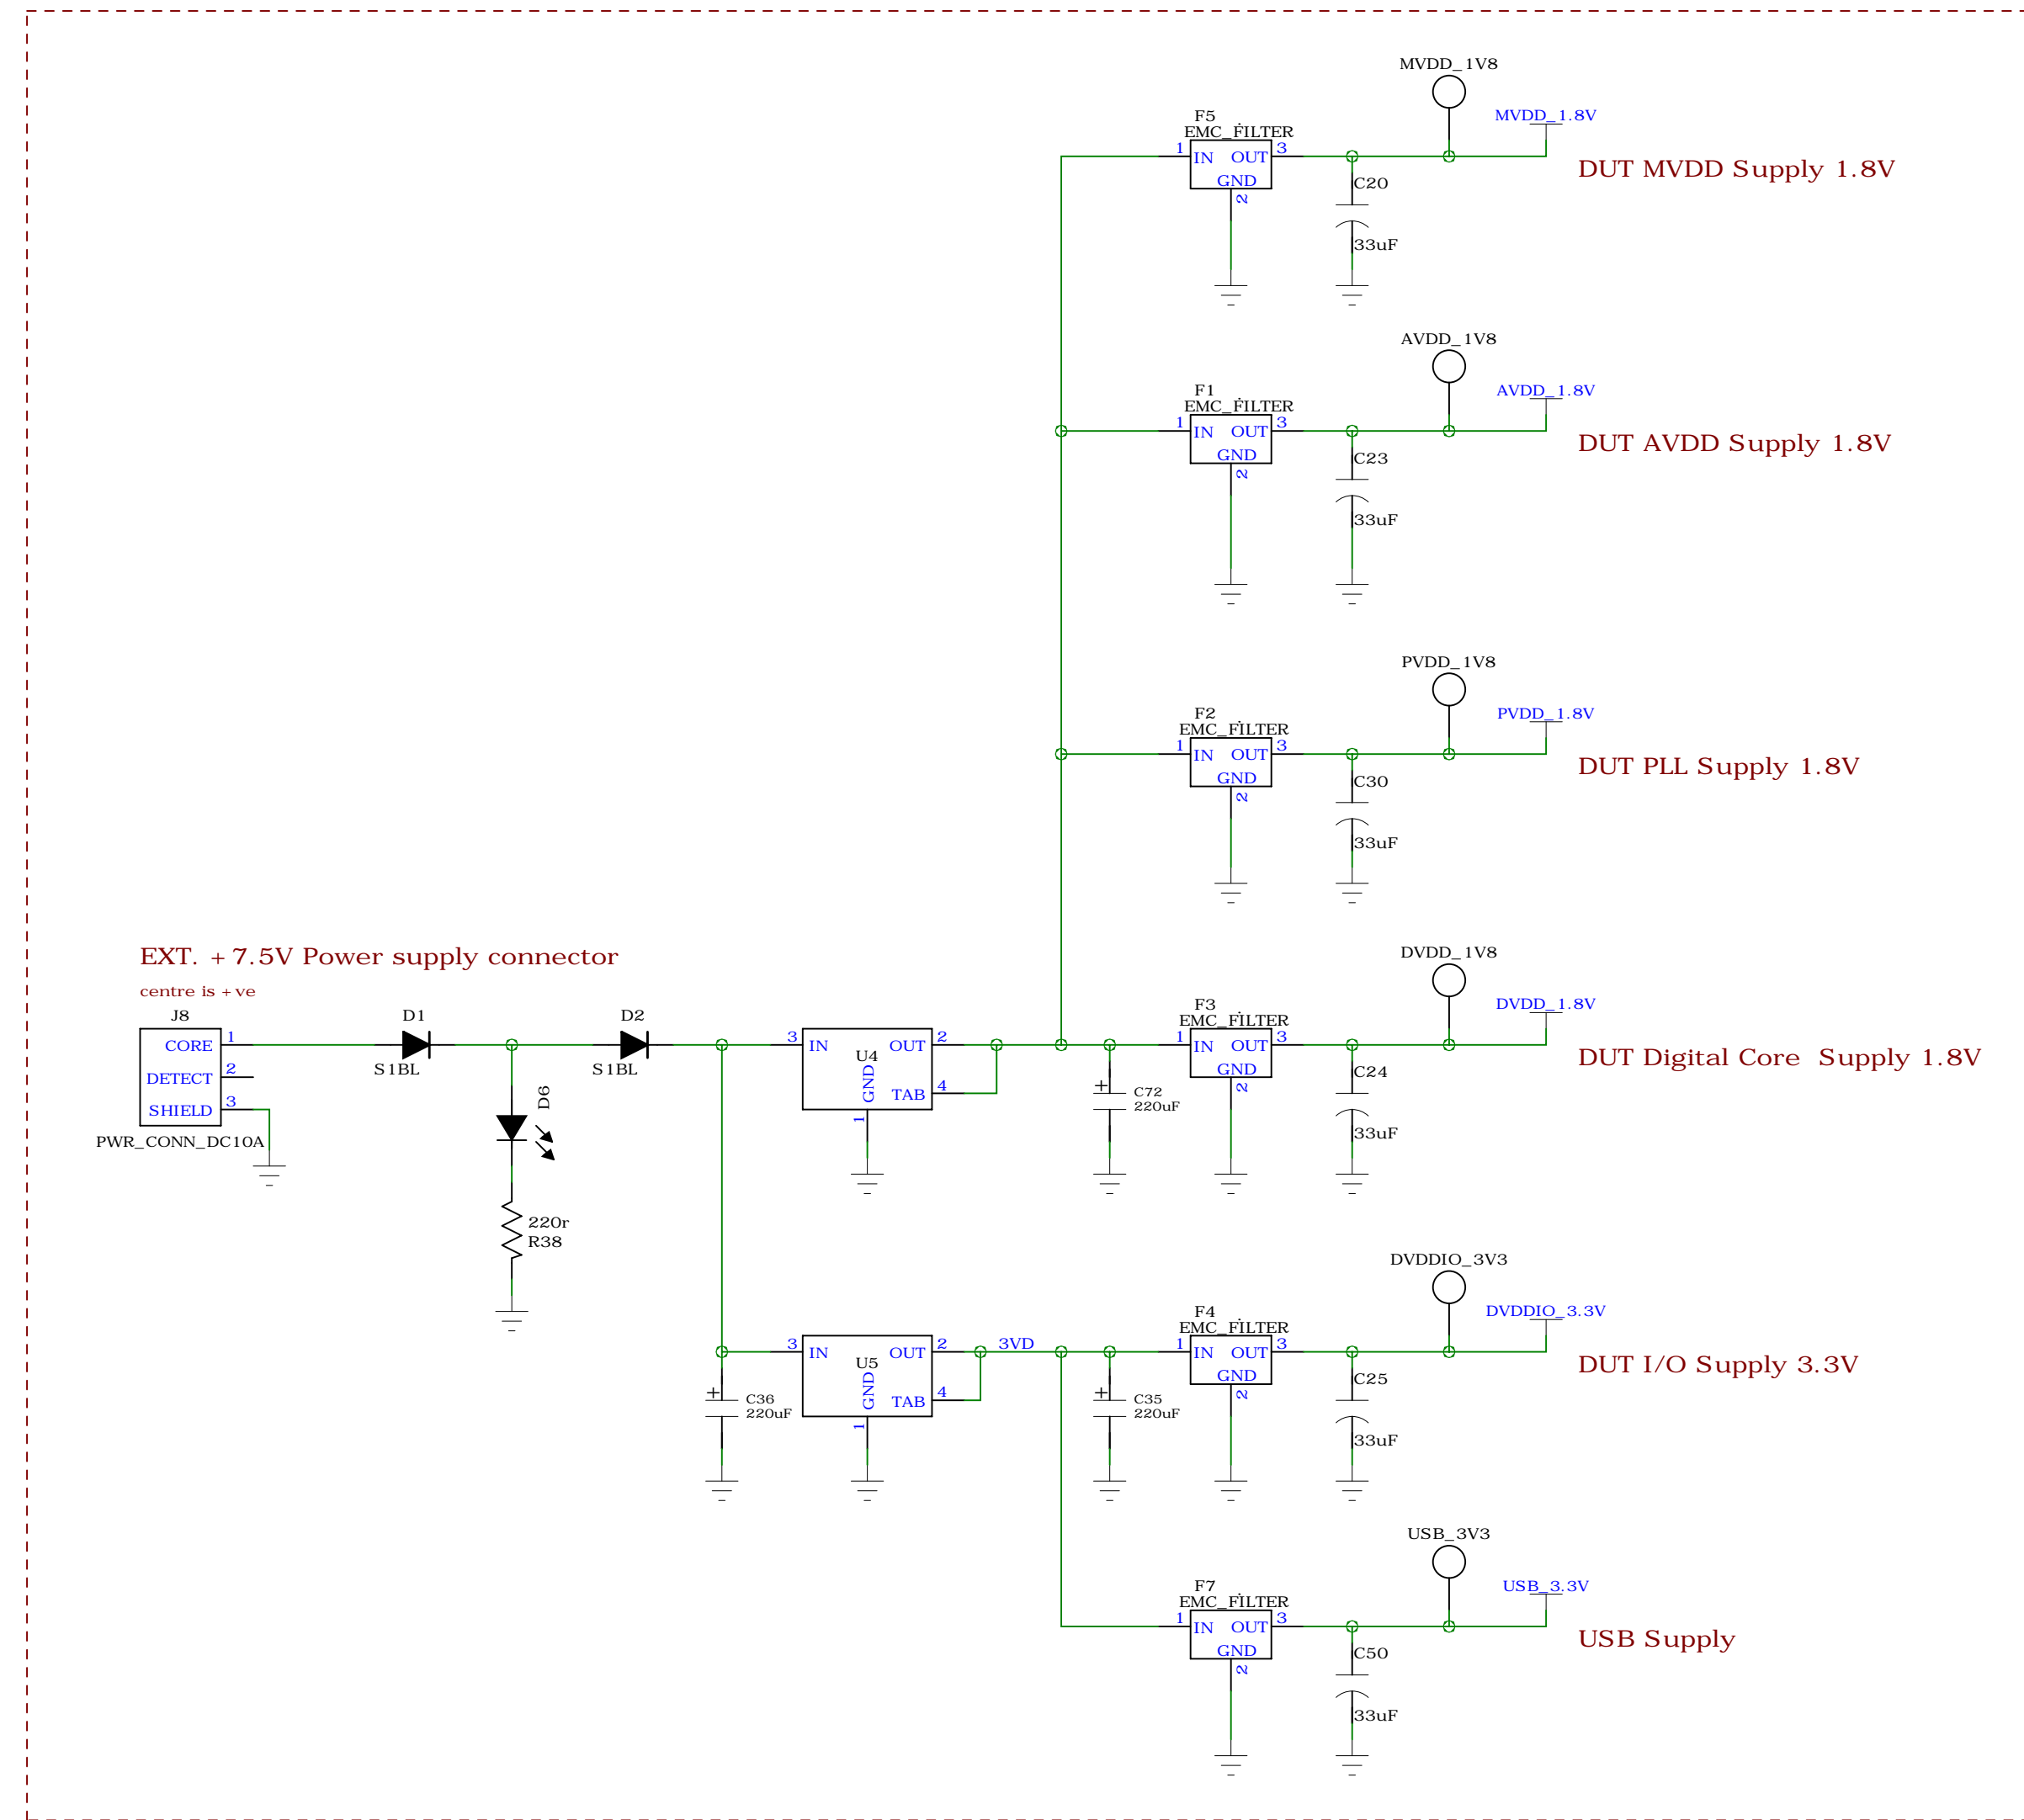 MVDD_1V8
F5
EMC_FILTER
MVDD_1.8V
1
IN
OUT
3
GND
2
DUT MVDD Supply 1.8V
C20
33uF
AVDD_1V8
F1
EMC_FILTER
AVDD_1.8V
1
IN
OUT
3
GND
2
DUT AVDD Supply 1.8V
C23
33uF
PVDD_1V8
F2
EMC_FILTER
PVDD_1.8V
1
IN
OUT
3
GND
2
DUT PLL Supply 1.8V
C30
33uF
EXT. +7.5V Power supply connector
centre is +ve
J8
CORE
1
DETECT
2
SHIELD
3
PWR_CONN_DC10A
D1
S1BL
D2
S1BL
D6
220r
R38
3
IN
U4
GND
OUT
2
TAB
4
1
+
C72
220uF
DVDD_1V8
F3
EMC_FILTER
DVDD_1.8V
1
IN
OUT
3
GND
2
DUT Digital Core  Supply 1.8V
C24
33uF
3
IN
U5
GND
OUT
2
TAB
4
1
3VD
+
C36
220uF
+
C35
220uF
DVDDIO_3V3
F4
EMC_FILTER
DVDDIO_3.3V
1
IN
OUT
3
GND
2
DUT I/O Supply 3.3V
C25
33uF
USB_3V3
F7
EMC_FILTER
USB_3.3V
1
IN
OUT
3
GND
2
USB Supply
C50
33uF